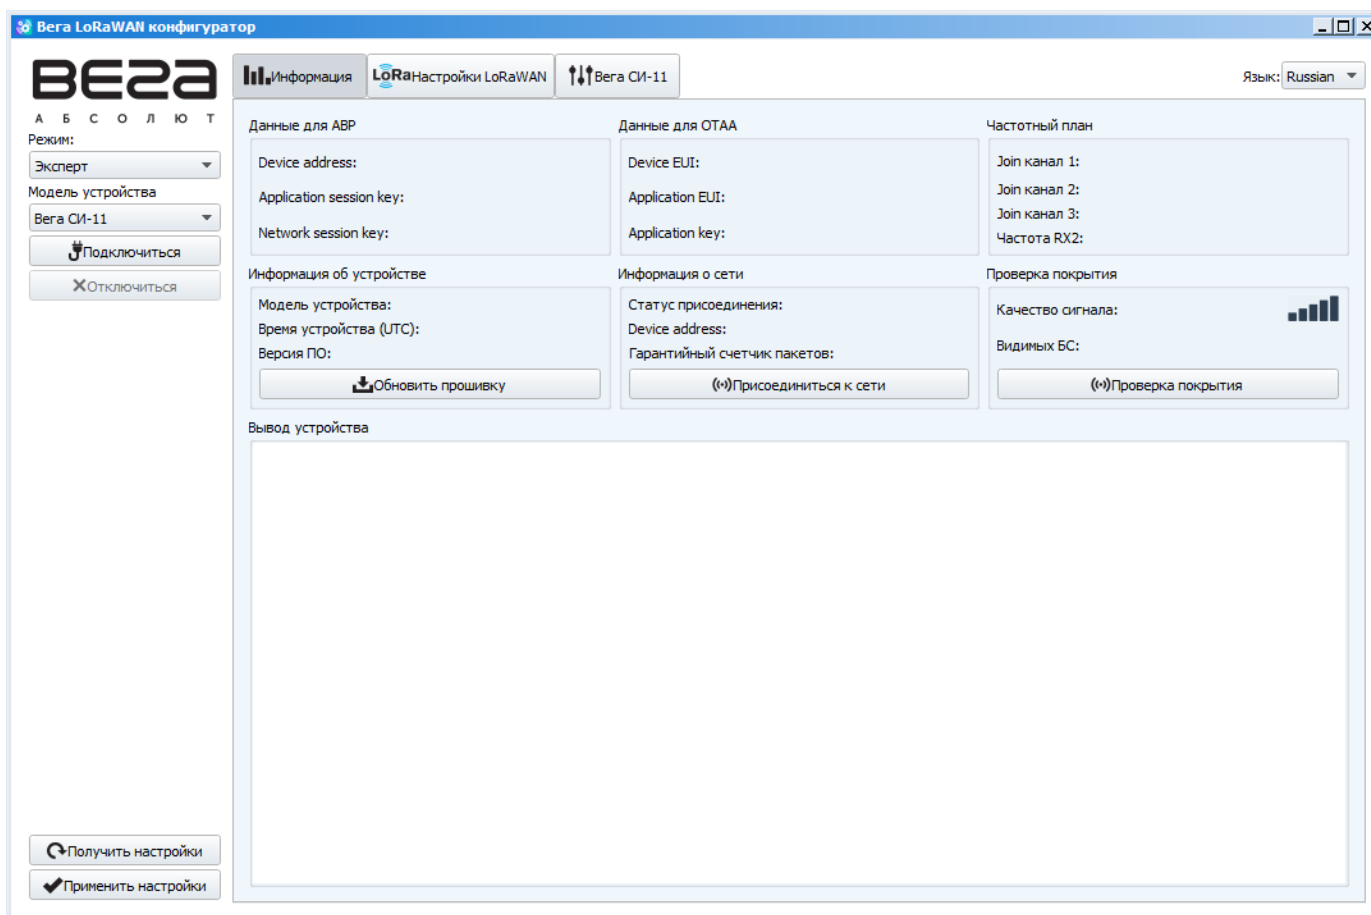 Вега LoRaWAN конфигуратор
ВЕГА
АБСОЛЮТ
Режим:
Эксперт
Модель устройства
Вега СИ-11
Подключиться
Отключиться
Получить настройки
Применить настройки
Информация
LoRa Настройки LoRaWAN
Вега СИ-11
Язык: Russian
Данные для ABP
Device address:
Application session key:
Network session key:
Данные для OTAA
Device EUI:
Application EUI:
Application key:
Частотный план
Join канал 1:
Join канал 2:
Join канал 3:
Частота RX2:
Информация об устройстве
Модель устройства:
Время устройства (UTC):
Версия ПО:
Обновить прошивку
Информация о сети
Статус присоединения:
Device address:
Гарантийный счетчик пакетов:
Присоединиться к сети
Проверка покрытия
Качество сигнала:
Видимых БС:
Проверка покрытия
Вывод устройства